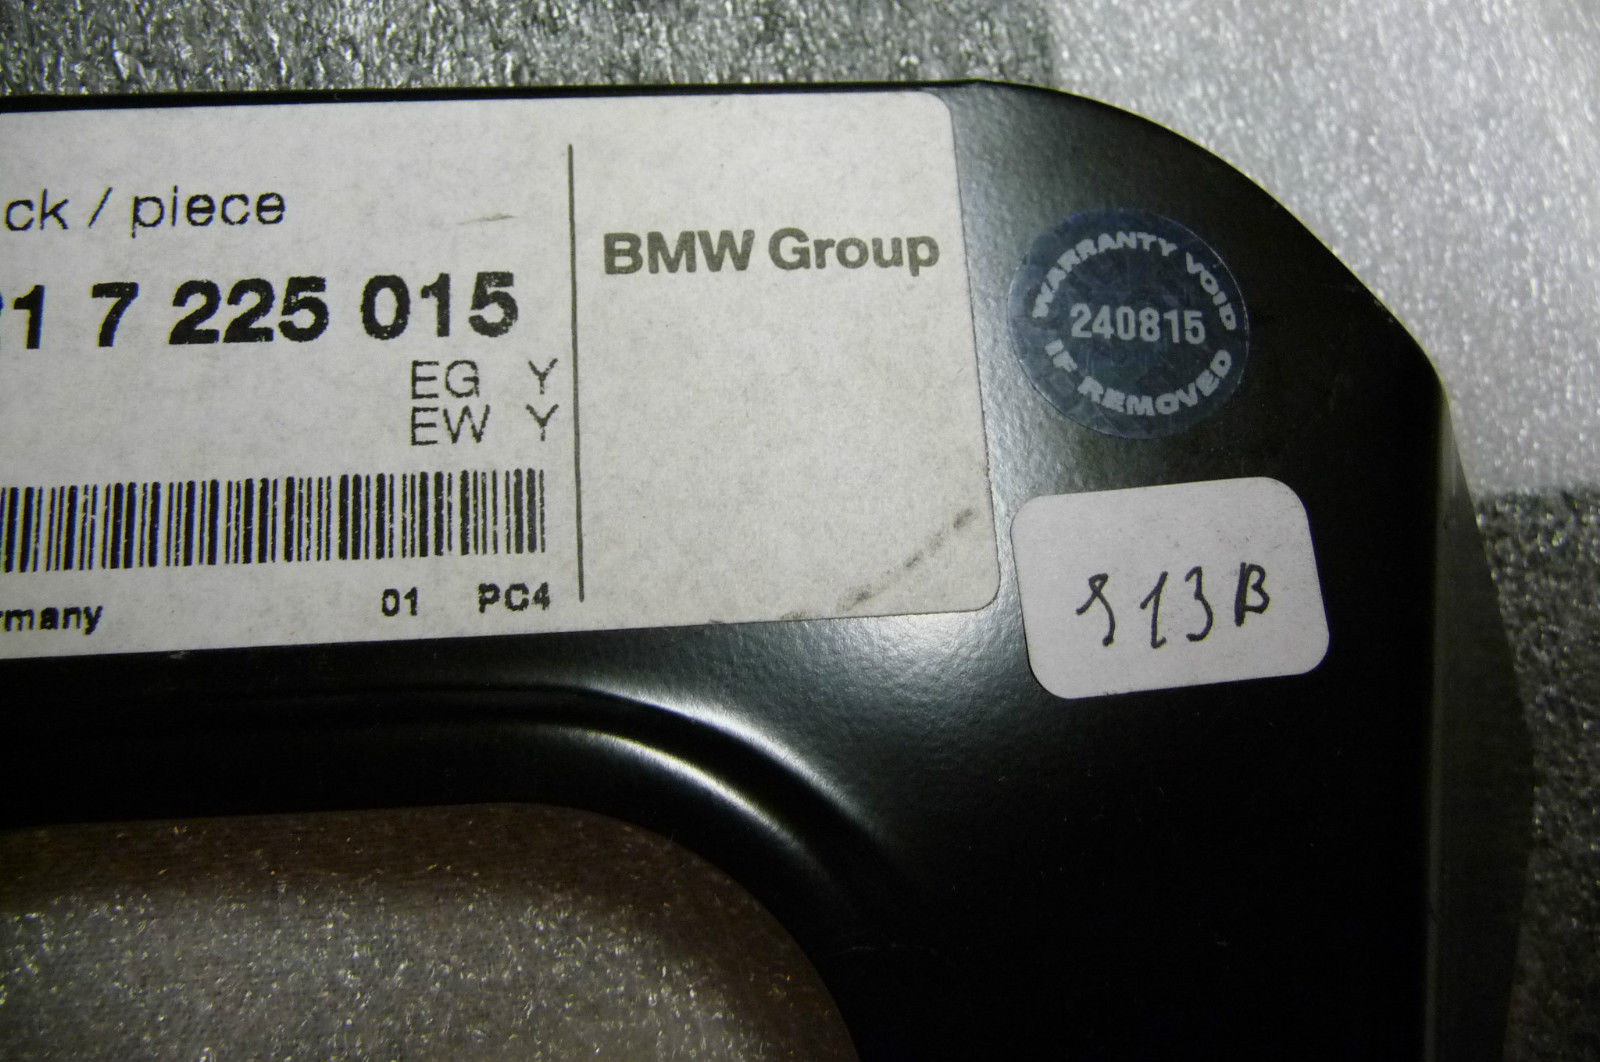 ck / piece
21 7 225 015
EG Y
EW Y
rmany
01 PC4
BMW Group
WARRANTY VOID
240815
IF REMOVED
913B